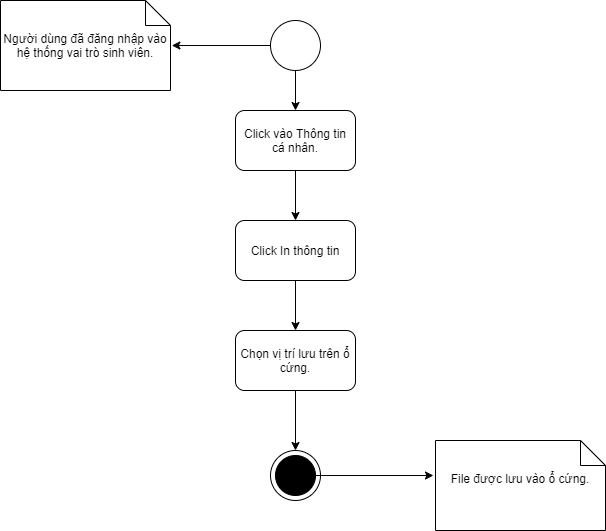 Người dùng đã đăng nhập vào
hệ thống vai trò sinh viên.
Click vào Thông tin
cá nhân.
Click In thông tin
Chọn vị trí lưu trên ổ
cứng.
File được lưu vào ổ cứng.